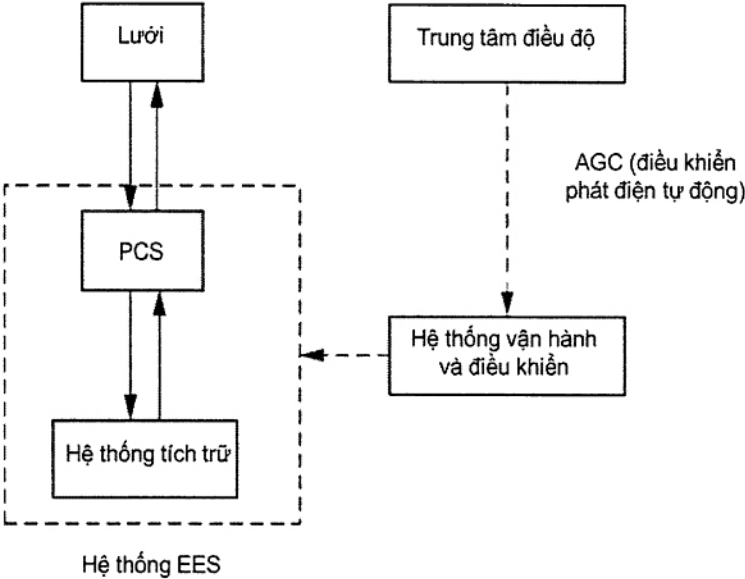 Lưới
Trung tâm điều độ
AGC (điều khiển
phát điện tự động)
PCS
Hệ thống vận hành
và điều khiển
Hệ thống tích trữ
Hệ thống EES